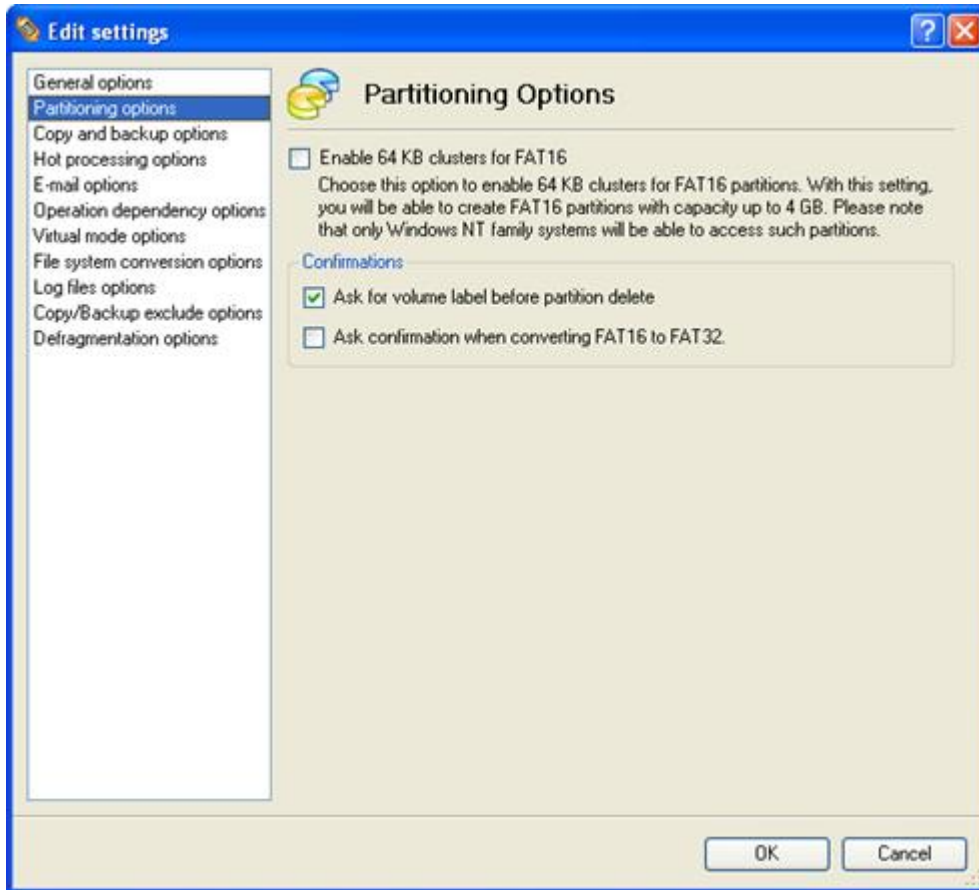 Edit settings
General options
Partitioning options
Copy and backup options
Hot processing options
E-mail options
Operation dependency options
Virtual mode options
File system conversion options
Log files options
Copy/Backup exclude options
Defragmentation options
Partitioning Options
Enable 64 KB clusters for FAT16
Choose this option to enable 64 KB clusters for FAT16 partitions. With this setting,
you will be able to create FAT16 partitions with capacity up to 4 GB. Please note
that only Windows NT family systems will be able to access such partitions.
Confirmations
Ask for volume label before partition delete
Ask confirmation when converting FAT16 to FAT32.
OK
Cancel